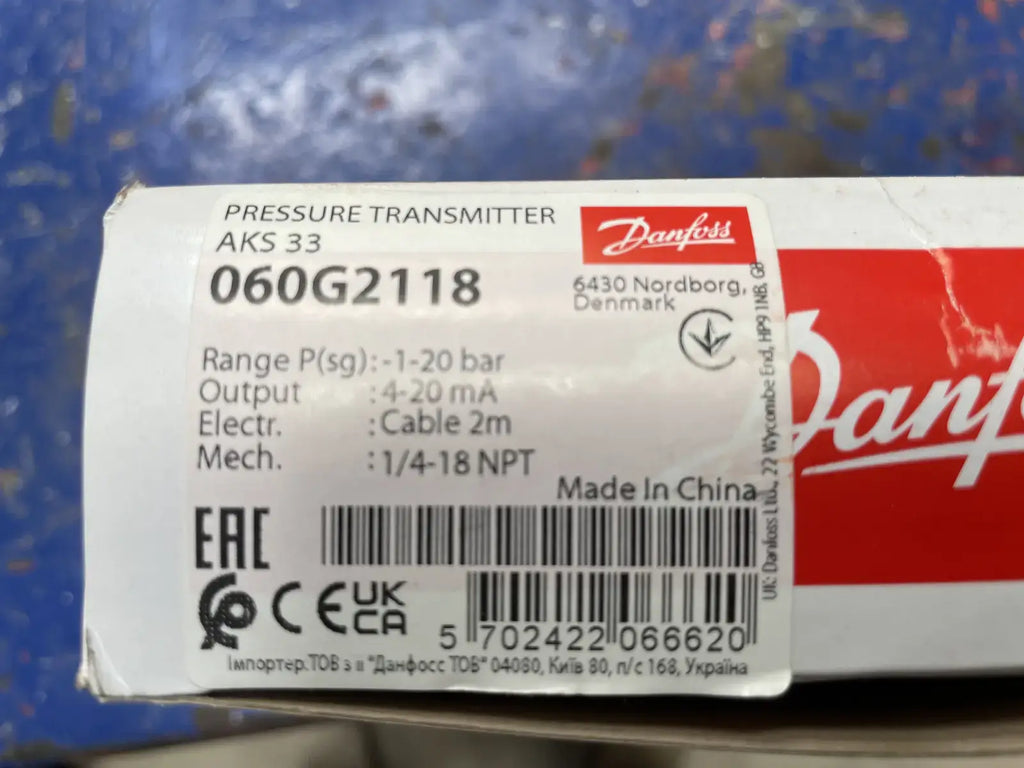 PRESSURE TRANSMITTER
AKS 33
060G2118
Danfoss
6430 Nordborg,
Denmark
Range P(sg) : -1-20 bar
Output : 4-20 mA
Electr. : Cable 2m
Mech. : 1/4-18 NPT
Made In China
UK: Danfoss Ltd., 22 Wycombe End, HP9 1NB, GB
EAC
CE UK
CA
5 702422 066620
Імпортер.ТОВ з іі "Данфосс ТОВ" 04080, Київ 80, п/с 168, Україна
Danf